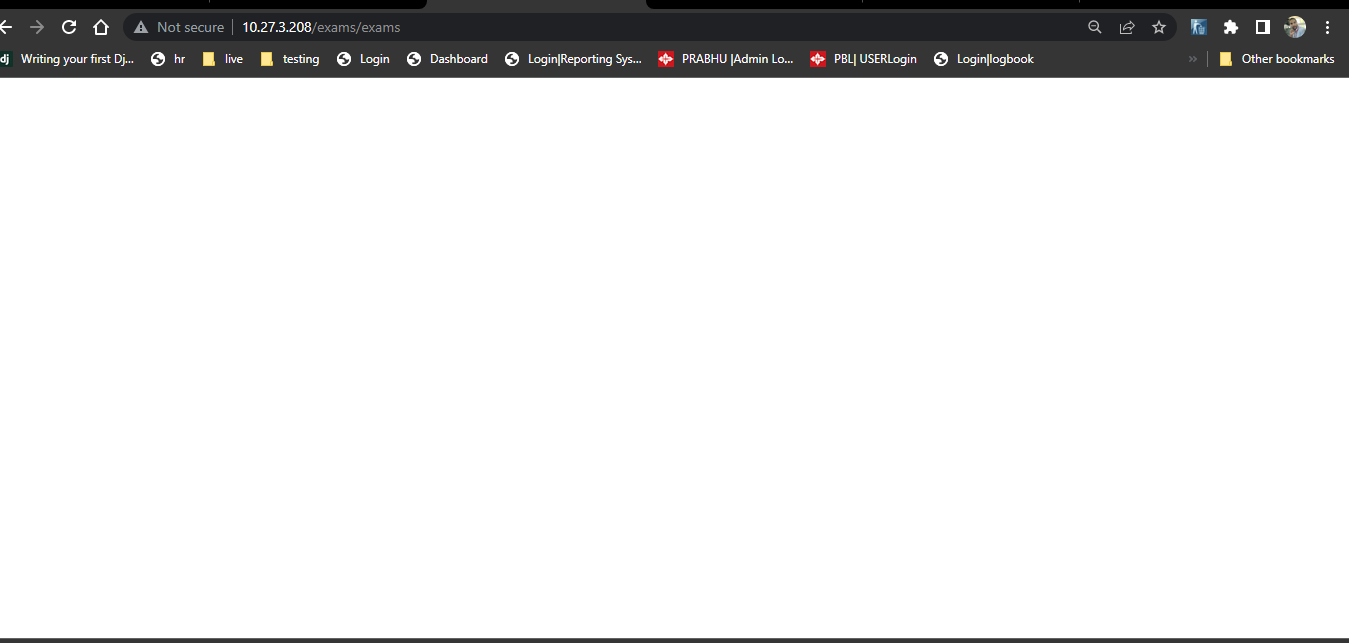 Not secure 10.27.3.208/exams/exams
dj Writing your first Dj... hr live testing Login Dashboard Login|Reporting Sys... PRABHU |Admin Lo... PBL| USERLogin Login|logbook » Other bookmarks